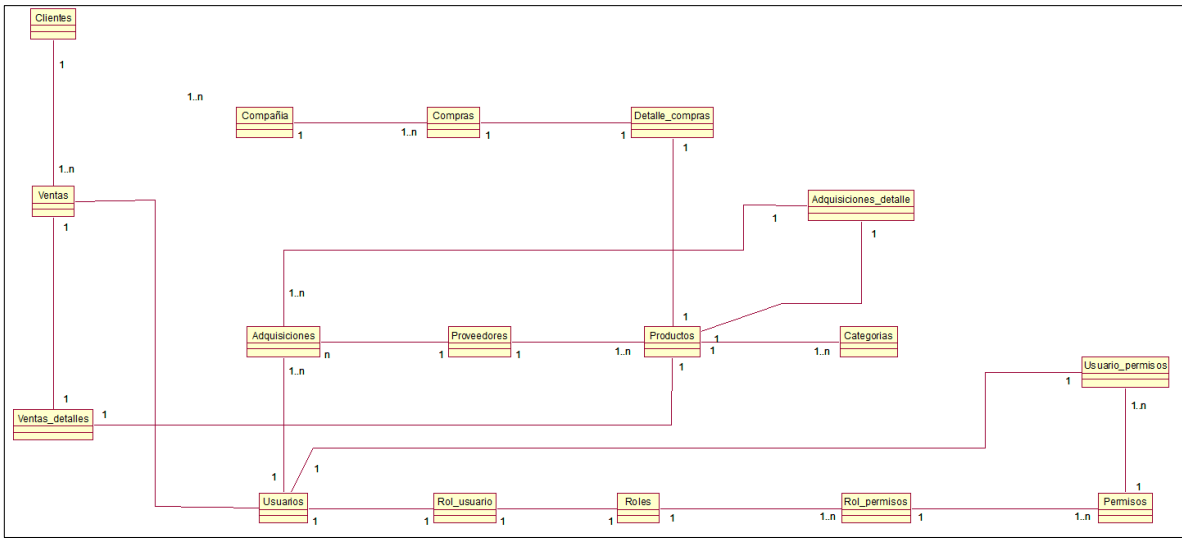 Clientes
1
1..n
Compañia
Compras
Detalle_compras
1
1..n
1
1
1
1..n
Ventas
Adquisiciones_detalle
1
1
1
1..n
1
Adquisiciones
Proveedores
Productos
1
Categorias
n
1
1
1..n
1
1..n
1..n
1
Usuario_permisos
1
1
1
1..n
Ventas_detalles
1
1
1
Usuarios
Rol_usuario
Roles
Rol_permisos
Permisos
1
1
1
1
1
1..n
1
1..n